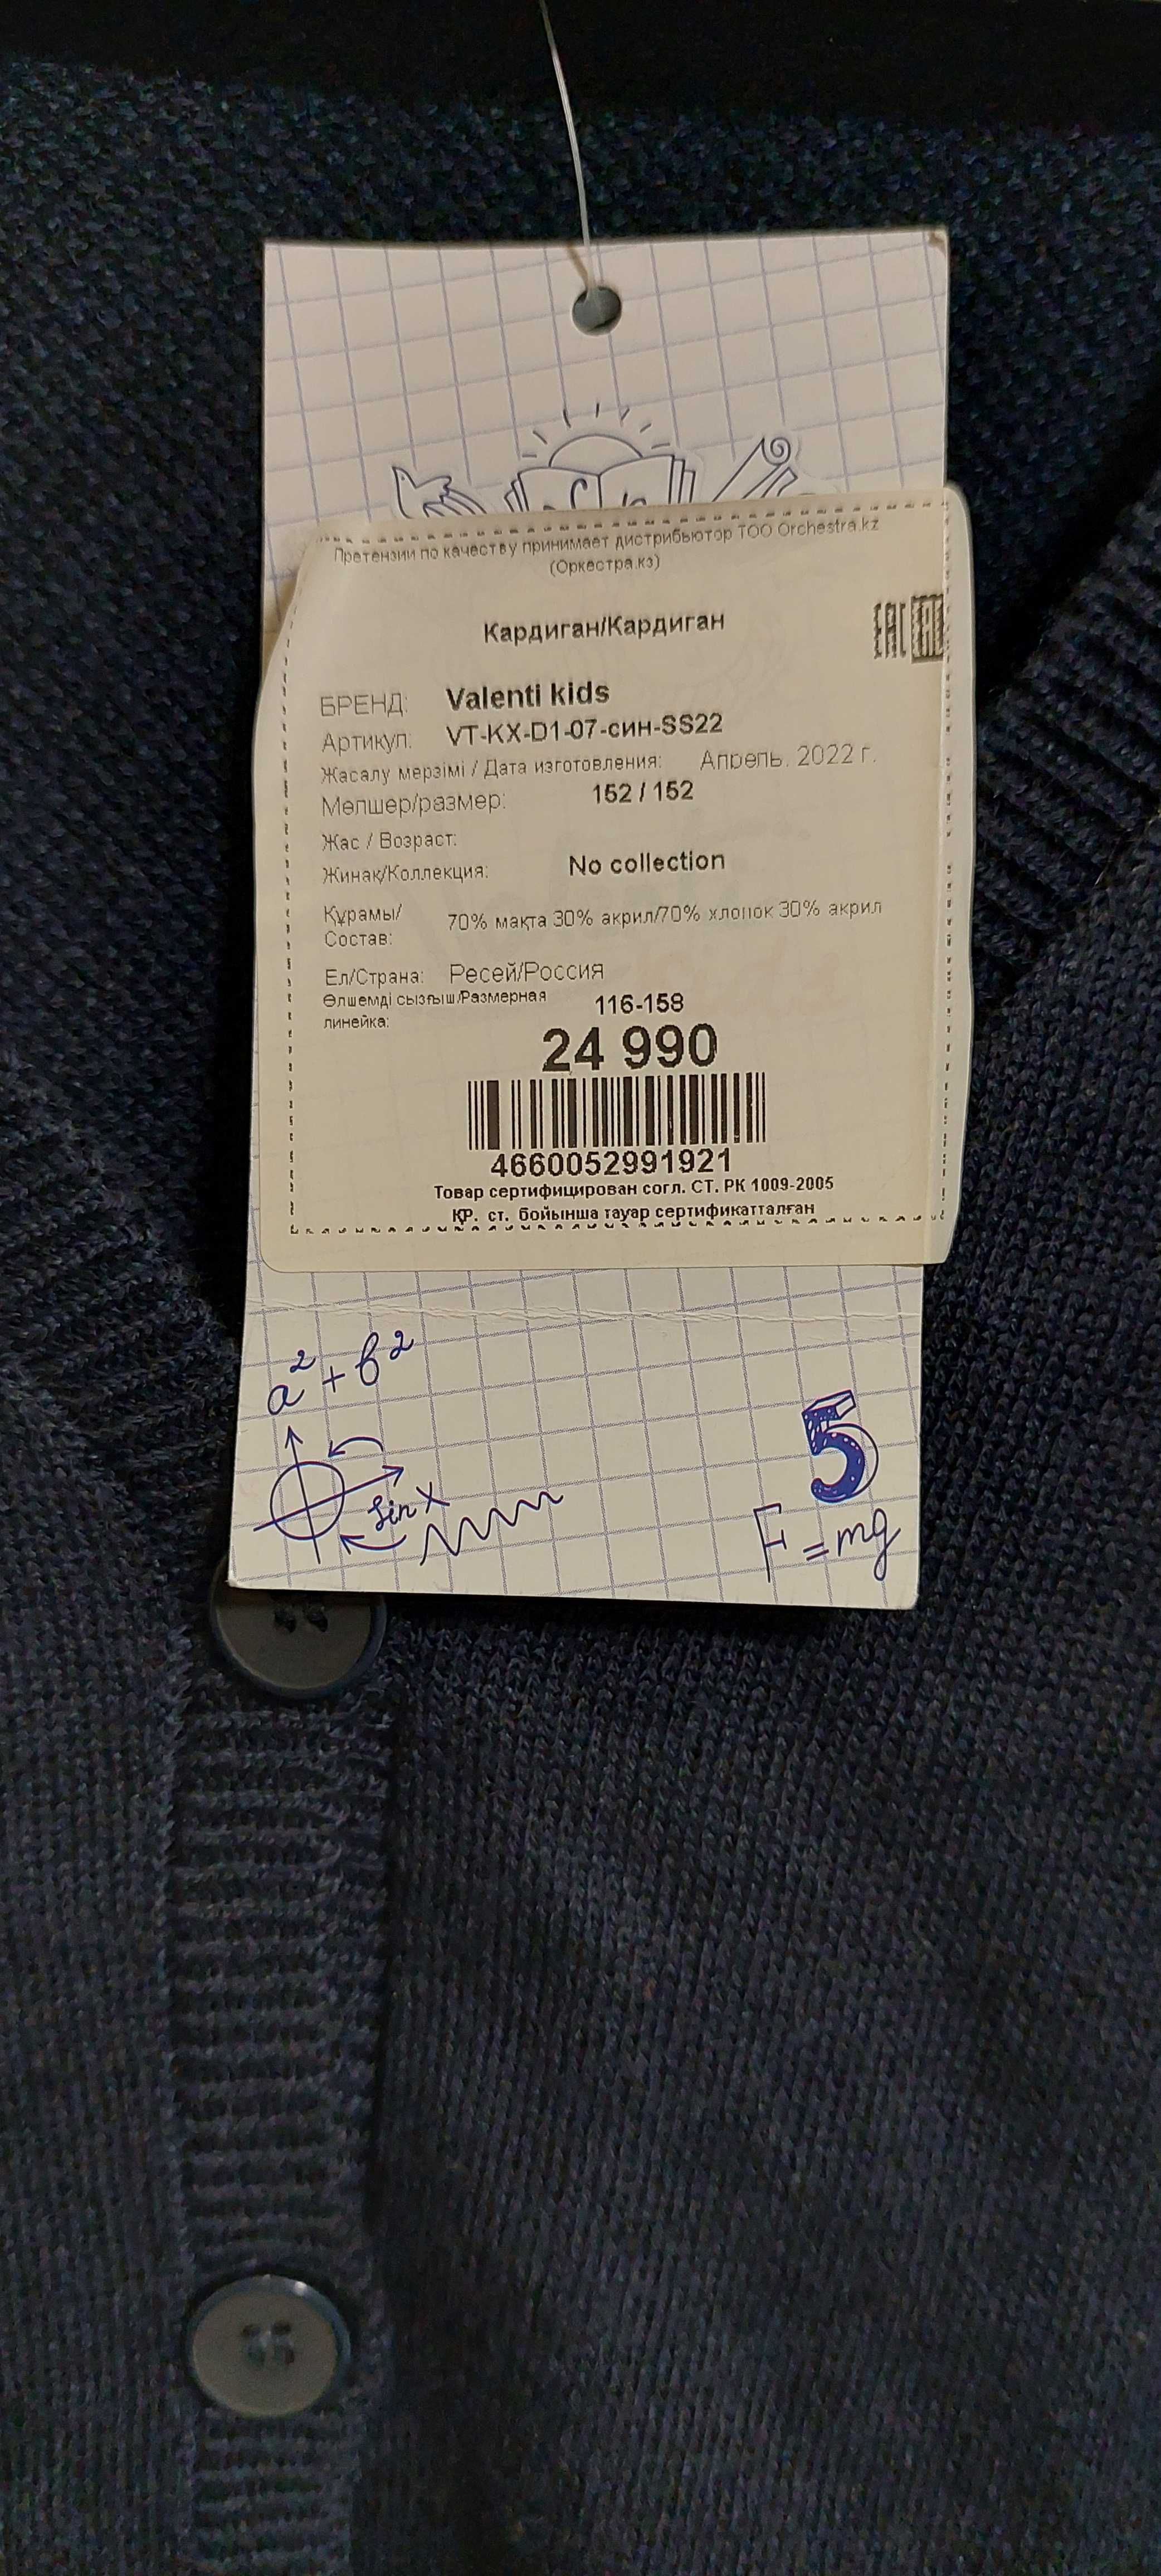 Претензии по качеству принимает дистрибьютор ТОО Orchestra.kz
(Оркестра.кз)
Кардиган/Кардиган
EAC
БРЕНД: Valenti kids
Артикул: VT-KX-D1-07-син-SS22
Жасалу мерзімі / Дата изготовления: Апрель. 2022 г.
Мөлшер/размер: 152 / 152
Жас / Возраст:
Жинақ/Коллекция: No collection
Құрамы/
Состав: 70% мақта 30% акрил/70% хлопок 30% акрил
Ел/Страна: Ресей/Россия
Өлшемді сызғыш/Размерная
линейка: 116-158
24 990
4660052991921
Товар сертифицирован согл. СТ. РК 1009-2005
ҚР. ст. бойынша тауар сертификатталған
a² + b²
sin x
5
F = mg